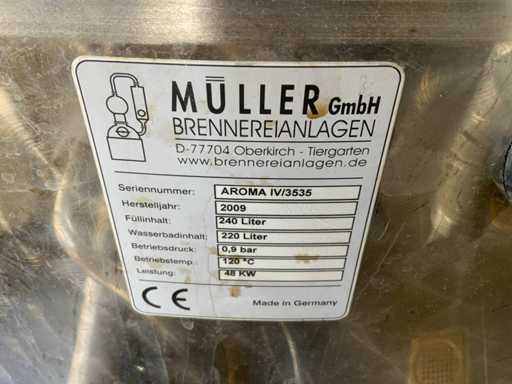 MÜLLER GmbH
BRENNEREIANLAGEN
D-77704 Oberkirch - Tiergarten
www.brennereianlagen.de
Seriennummer: AROMA IV/3535
Herstelljahr: 2009
Füllinhalt: 240 Liter
Wasserbadinhalt: 220 Liter
Betriebsdruck: 0,9 bar
Betriebstemp.: 120 °C
Leistung: 48 KW
CE Made in Germany